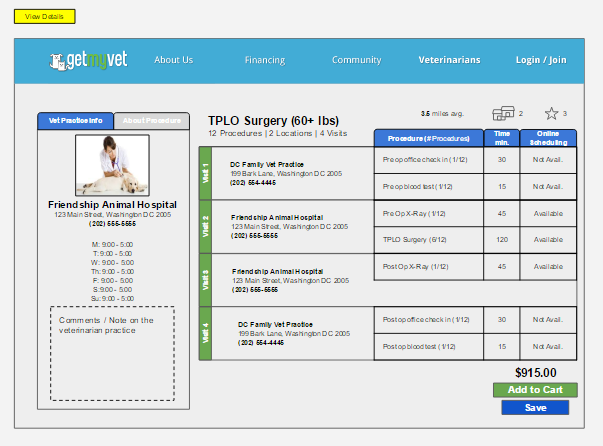 View Details
getmyvet
About Us
Financing
Community
Veterinarians
Login / Join
Vet Practice Info
About Procedure
Friendship Animal Hospital
123 Main Street, Washington DC 2005
(202) 555-5555
M: 9:00 - 5:00
T: 9:00 - 5:00
W: 9:00 - 5:00
Th: 9:00 - 5:00
F: 9:00 - 5:00
S: 9:00 - 5:00
Su: 9:00 - 5:00
Comments / Note on the
veterinarian practice
TPLO Surgery (60+ lbs)
12 Procedures | 2 Locations | 4 Visits
3.5 miles avg.
2
3
Procedure (# Procedures)
Time
min.
Online
Scheduling
Visit 1
DC Family Vet Practice
199 Bark Lane, Washington DC 2005
(202) 554-4445
Pre op office check in (1/12)
30
Not Avail.
Pre op blood test (1/12)
15
Not Avail.
Visit 2
Friendship Animal Hospital
123 Main Street, Washington DC 2005
(202) 555-5555
Pre Op X-Ray (1/12)
45
Available
TPLO Surgery (6/12)
120
Available
Visit 3
Friendship Animal Hospital
123 Main Street, Washington DC 2005
(202) 555-5555
Post Op X-Ray (1/12)
45
Available
Visit 4
DC Family Vet Practice
199 Bark Lane, Washington DC 2005
(202) 554-4445
Post op office check in (1/12)
30
Not Avail.
Post op blood test (1/12)
15
Not Avail.
$915.00
Add to Cart
Save